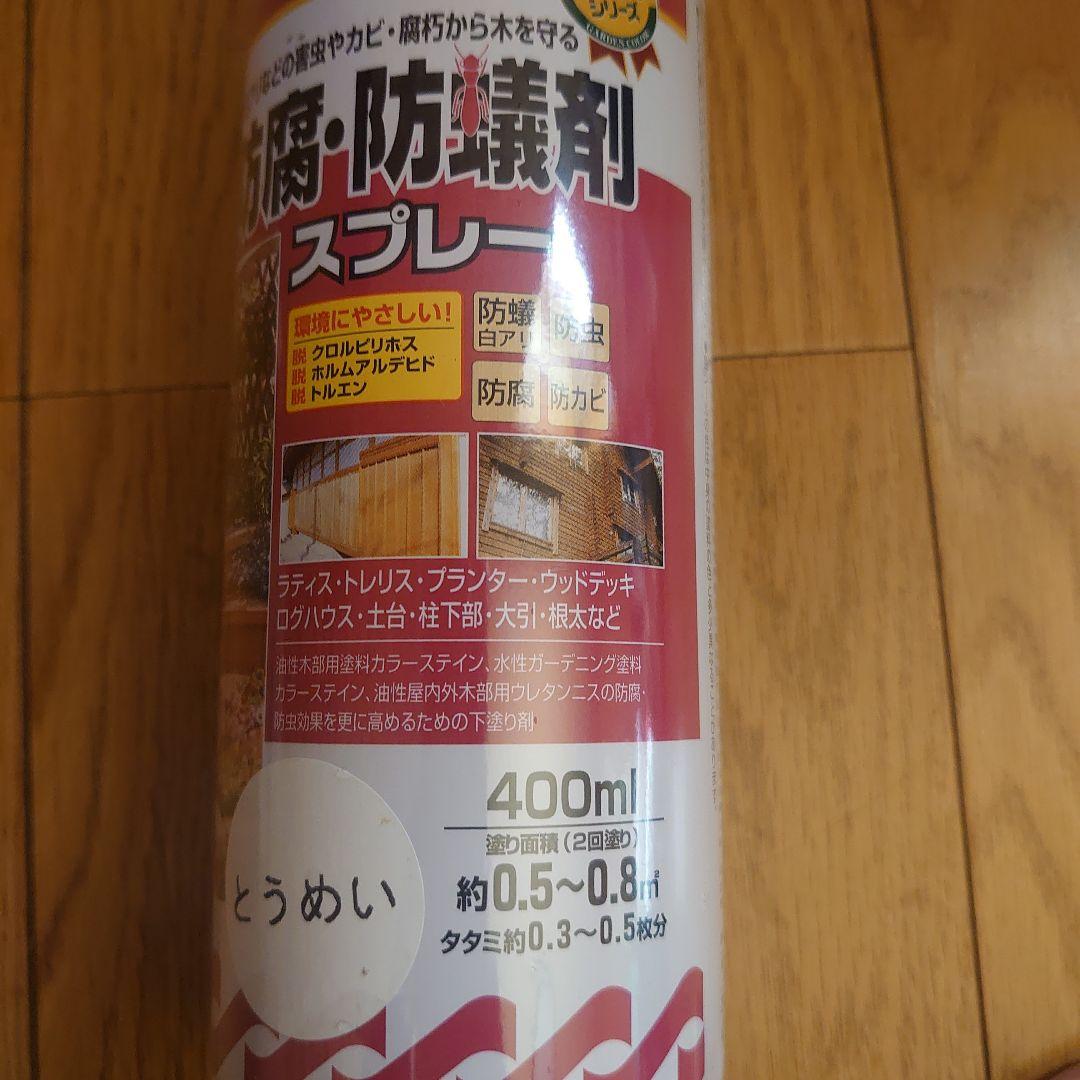 シリーズ
GARDEN COLOR
などの害虫やカビ・腐朽から木を守る
防腐・防蟻剤
スプレー
環境にやさしい!
脱 クロルピリホス
脱 ホルムアルデヒド
脱 トルエン
防蟻
白アリ
防虫
防腐
防カビ
ラティス・トレリス・プランター・ウッドデッキ
ログハウス・土台・柱下部・大引・根太など
油性木部用塗料カラーステイン、水性ガーデニング塗料
カラーステイン、油性屋内外木部用ウレタンニスの防腐・
防虫効果を更に高めるための下塗り剤
400ml
塗り面積(2回塗り)
約0.5〜0.8㎡
タタミ約0.3〜0.5枚分
とうめい